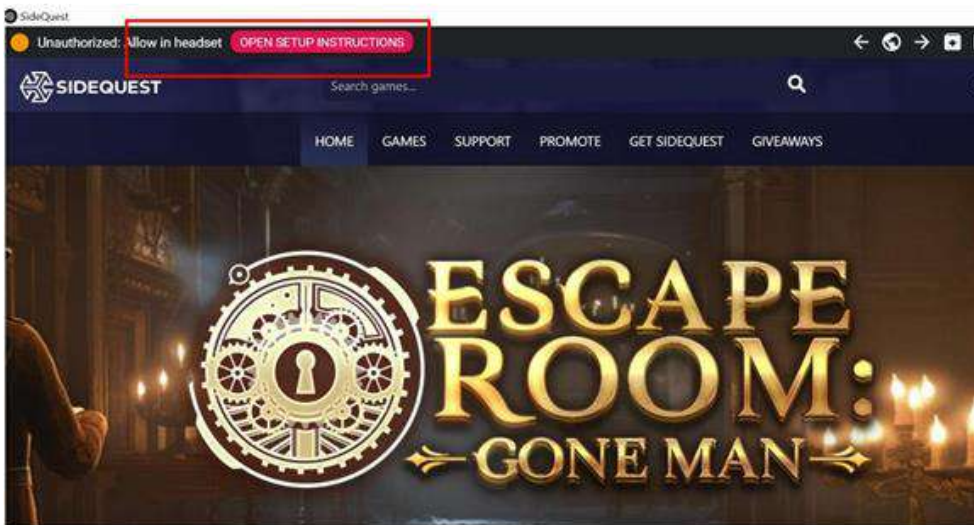 SideQuest
Unauthorized: Allow in headset OPEN SETUP INSTRUCTIONS
SIDEQUEST
Search games...
HOME GAMES SUPPORT PROMOTE GET SIDEQUEST GIVEAWAYS
ESCAPE
ROOM:
GONE MAN